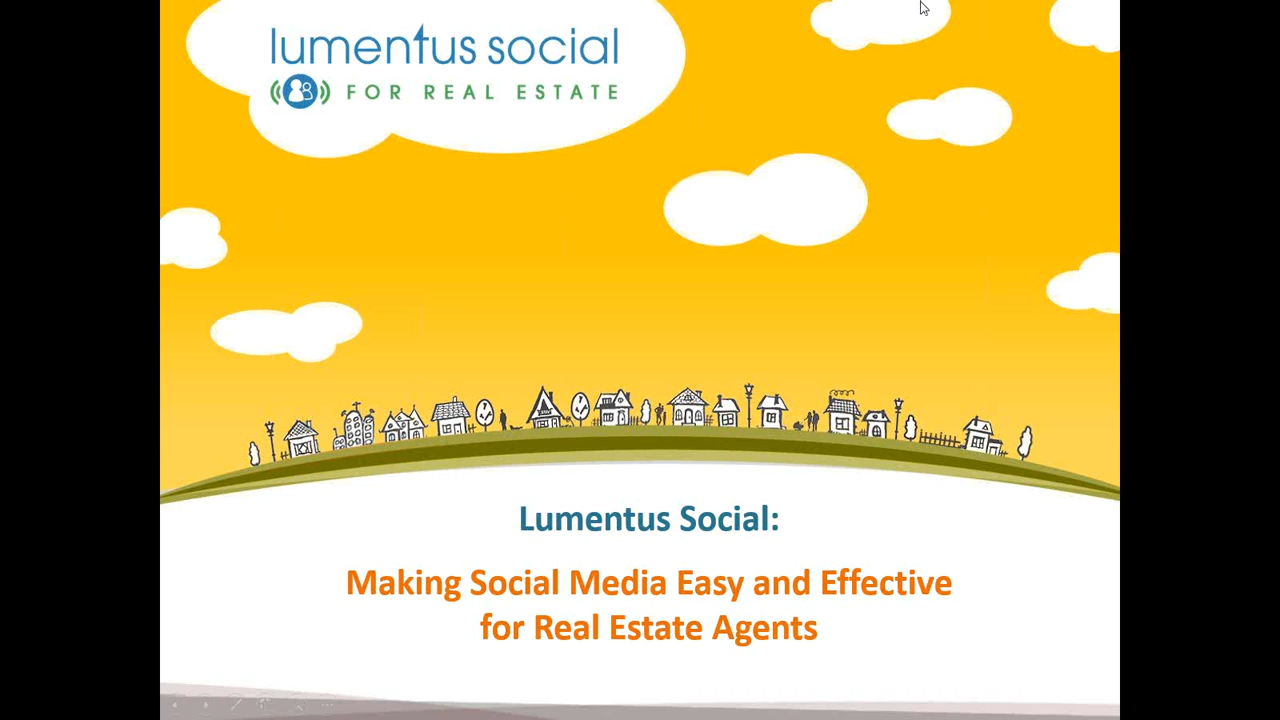 lumentus social
FOR REAL ESTATE
Lumentus Social:
Making Social Media Easy and Effective
for Real Estate Agents